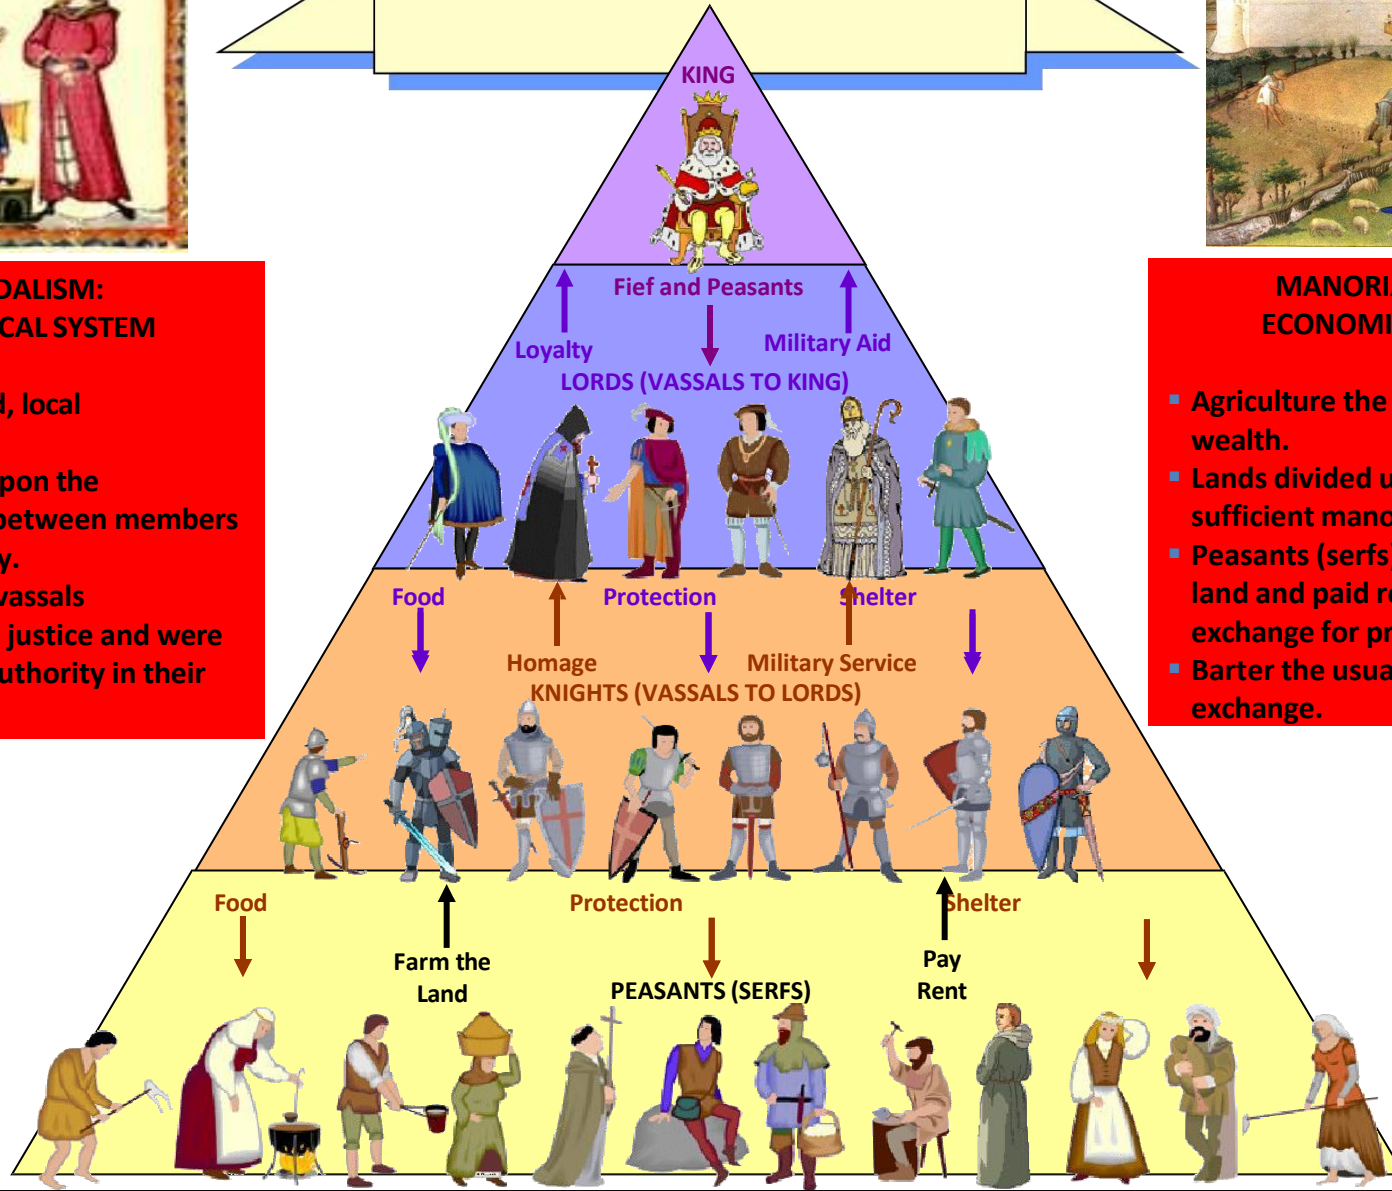 KING
Fief and Peasants
Loyalty
Military Aid
LORDS (VASSALS TO KING)
Food
Protection
Shelter
Homage
Military Service
KNIGHTS (VASSALS TO LORDS)
Food
Protection
Shelter
Farm the
Land
Pay
Rent
PEASANTS (SERFS)
DALISM:
CAL SYSTEM
d, local
pon the
between members
y.
vassals
justice and were
uthority in their
MANORIA
ECONOMI
Agriculture the
wealth.
Lands divided u
sufficient mano
Peasants (serfs)
land and paid re
exchange for pr
Barter the usua
exchange.